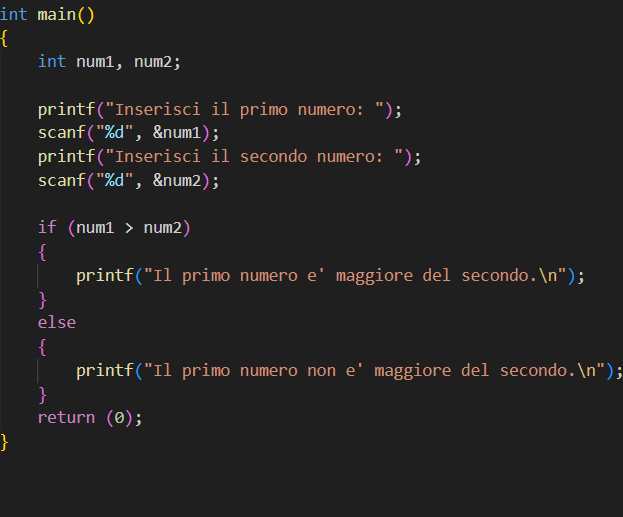 int main()
{
int num1, num2;
printf("Inserisci il primo numero: ");
scanf("%d", &num1);
printf("Inserisci il secondo numero: ");
scanf("%d", &num2);
if (num1 > num2)
{
printf("Il primo numero e' maggiore del secondo.\n");
}
else
{
printf("Il primo numero non e' maggiore del secondo.\n");
}
return (0);
}